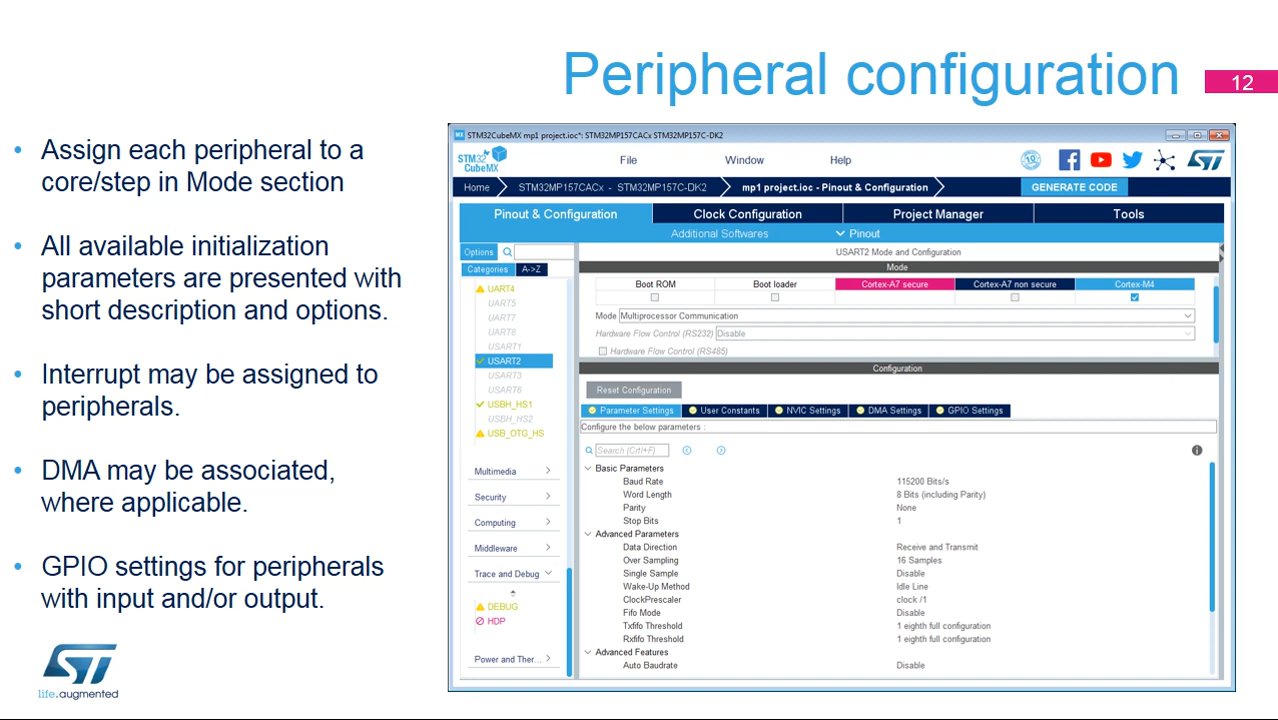 Peripheral configuration
12
• Assign each peripheral to a
core/step in Mode section
• All available initialization
parameters are presented with
short description and options.
• Interrupt may be assigned to
peripherals.
• DMA may be associated,
where applicable.
• GPIO settings for peripherals
with input and/or output.
ST
life.augmented
MX STM32CubeMX mp1 project.ioc*: STM32MP157CACx STM32MP157C-DK2
STM32
CubeMX
File Window Help
Home STM32MP157CACx - STM32MP157C-DK2 mp1 project.ioc - Pinout & Configuration GENERATE CODE
Pinout & Configuration Clock Configuration Project Manager Tools
Additional Softwares Pinout
Options
Categories A->Z
UART4
UART5
UART7
UART8
USART1
USART2
USART3
USART6
USBH_HS1
USBH_HS2
USB_OTG_HS
Multimedia
Security
Computing
Middleware
Trace and Debug
DEBUG
HDP
Power and Ther...
USART2 Mode and Configuration
Mode
Boot ROM Boot loader Cortex-A7 secure Cortex-A7 non secure Cortex-M4
Mode Multiprocessor Communication
Hardware Flow Control (RS232) Disable
Hardware Flow Control (RS485)
Configuration
Reset Configuration
Parameter Settings User Constants NVIC Settings DMA Settings GPIO Settings
Configure the below parameters :
Search (Crtl+F)
Basic Parameters
Baud Rate 115200 Bits/s
Word Length 8 Bits (including Parity)
Parity None
Stop Bits 1
Advanced Parameters
Data Direction Receive and Transmit
Over Sampling 16 Samples
Single Sample Disable
Wake-Up Method Idle Line
ClockPrescaler clock /1
Fifo Mode Disable
Txfifo Threshold 1 eighth full configuration
Rxfifo Threshold 1 eighth full configuration
Advanced Features
Auto Baudrate Disable